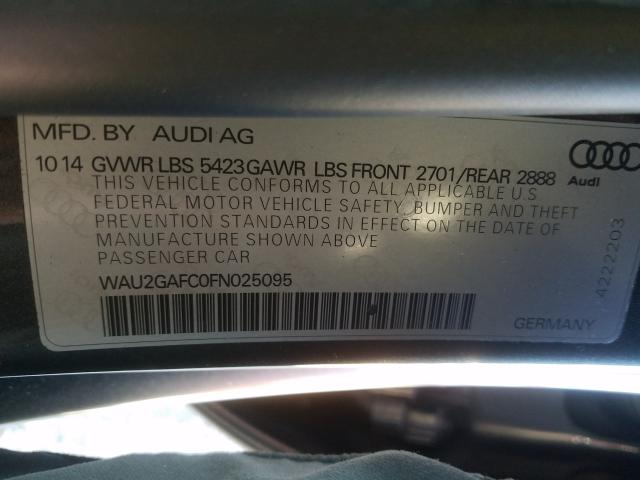 MFD. BY AUDI AG
10 14 GVWR LBS 5423 GAWR LBS FRONT 2701/REAR 2888
Audi
THIS VEHICLE CONFORMS TO ALL APPLICABLE U.S
FEDERAL MOTOR VEHICLE SAFETY, BUMPER AND THEFT
PREVENTION STANDARDS IN EFFECT ON THE DATE OF
MANUFACTURE SHOWN ABOVE
PASSENGER CAR
WAU2GAFC0FN025095
GERMANY
4222203